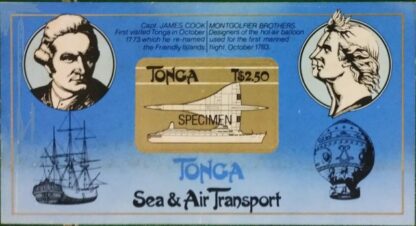 Capt. JAMES COOK
First visited Tonga in October
1773 which he re-named
the Friendly Islands.
MONTGOLFIER BROTHERS.
Designers of the hot-air balloon
used for the first manned
flight, October 1783.
TONGA T$2.50
SPECIMEN
TONGA
Sea & Air Transport